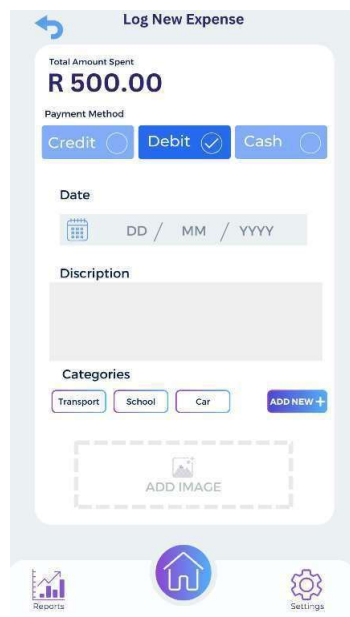 Log New Expense
Total Amount Spent
R 500.00
Payment Method
Credit Debit Cash
Date
DD / MM / YYYY
Discription
Categories
Transport School Car ADD NEW +
ADD IMAGE
Reports Settings